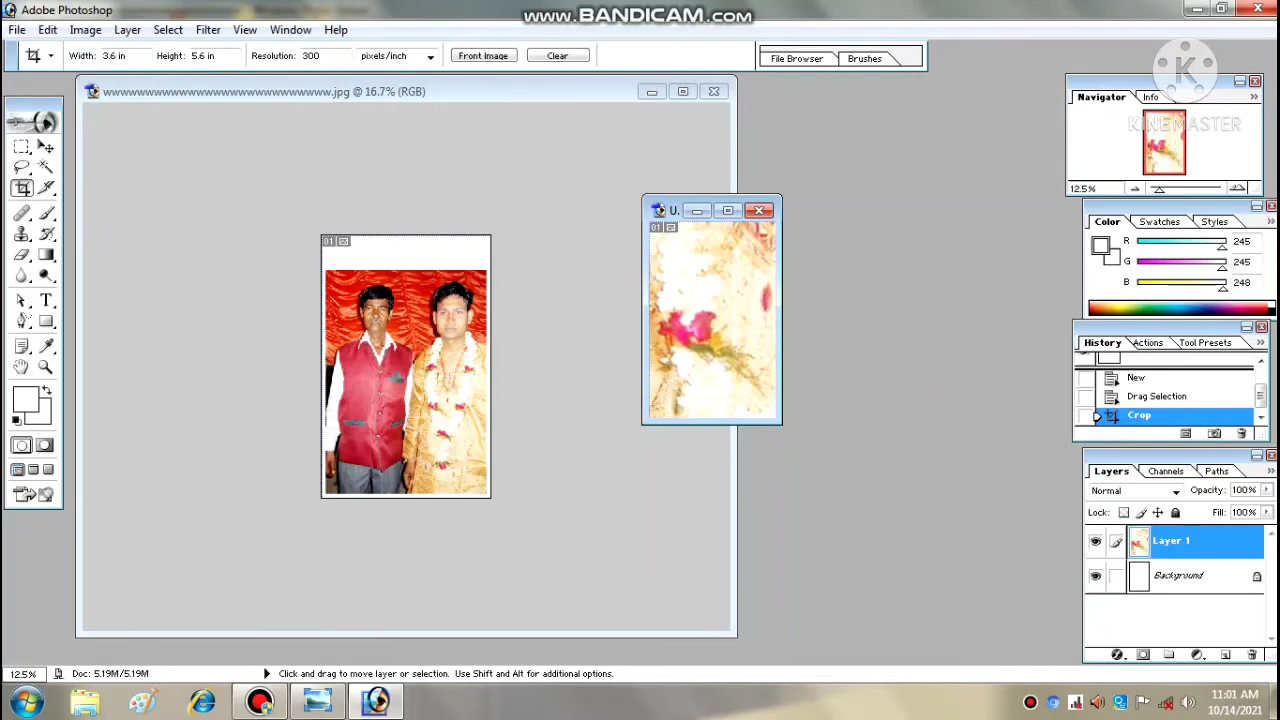 Adobe Photoshop
www.BANDICAM.com
File Edit Image Layer Select Filter View Window Help
Width: 3.6 in Height: 5.6 in Resolution: 300 pixels/inch Front Image Clear File Browser Brushes
wwwwwwwwwwwwwwwwwwwwwwwwwww.jpg @ 16.7% (RGB)
K
KINEMASTER
Navigator Info
12.5%
U.
01
01
Color Swatches Styles
R 245
G 245
B 248
History Actions Tool Presets
New
Drag Selection
Crop
Layers Channels Paths
Normal Opacity: 100%
Lock: Fill: 100%
Layer 1
Background
12.5% Doc: 5.19M/5.19M Click and drag to move layer or selection. Use Shift and Alt for additional options.
11:01 AM
10/14/2021